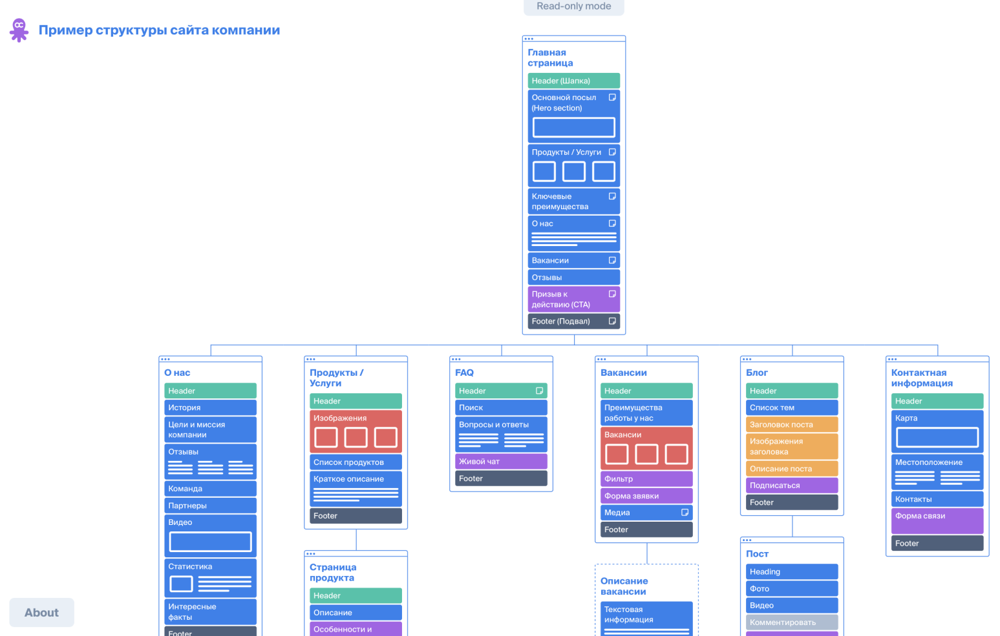 Read-only mode
Пример структуры сайта компании
Главная
страница
Header (Шапка)
Основной посыл
(Hero section)
Продукты / Услуги
Ключевые
преимущества
О нас
Вакансии
Отзывы
Призыв к
действию (CTA)
Footer (Подвал)
О нас
Header
История
Цели и миссия
компании
Отзывы
Команда
Партнеры
Видео
Статистика
Интересные
факты
Footer
Продукты /
Услуги
Header
Изображения
Список продуктов
Краткое описание
Footer
Страница
продукта
Header
Описание
Особенности и
FAQ
Header
Поиск
Вопросы и ответы
Живой чат
Footer
Вакансии
Header
Преимущества
работы у нас
Вакансии
Фильтр
Форма звявки
Медиа
Footer
Описание
вакансии
Текстовая
информация
Блог
Header
Список тем
Заголовок поста
Изображения
заголовка
Описание поста
Подписаться
Footer
Пост
Heading
Фото
Видео
Комментировать
Контактная
информация
Header
Карта
Местоположение
Контакты
Форма связи
Footer
About